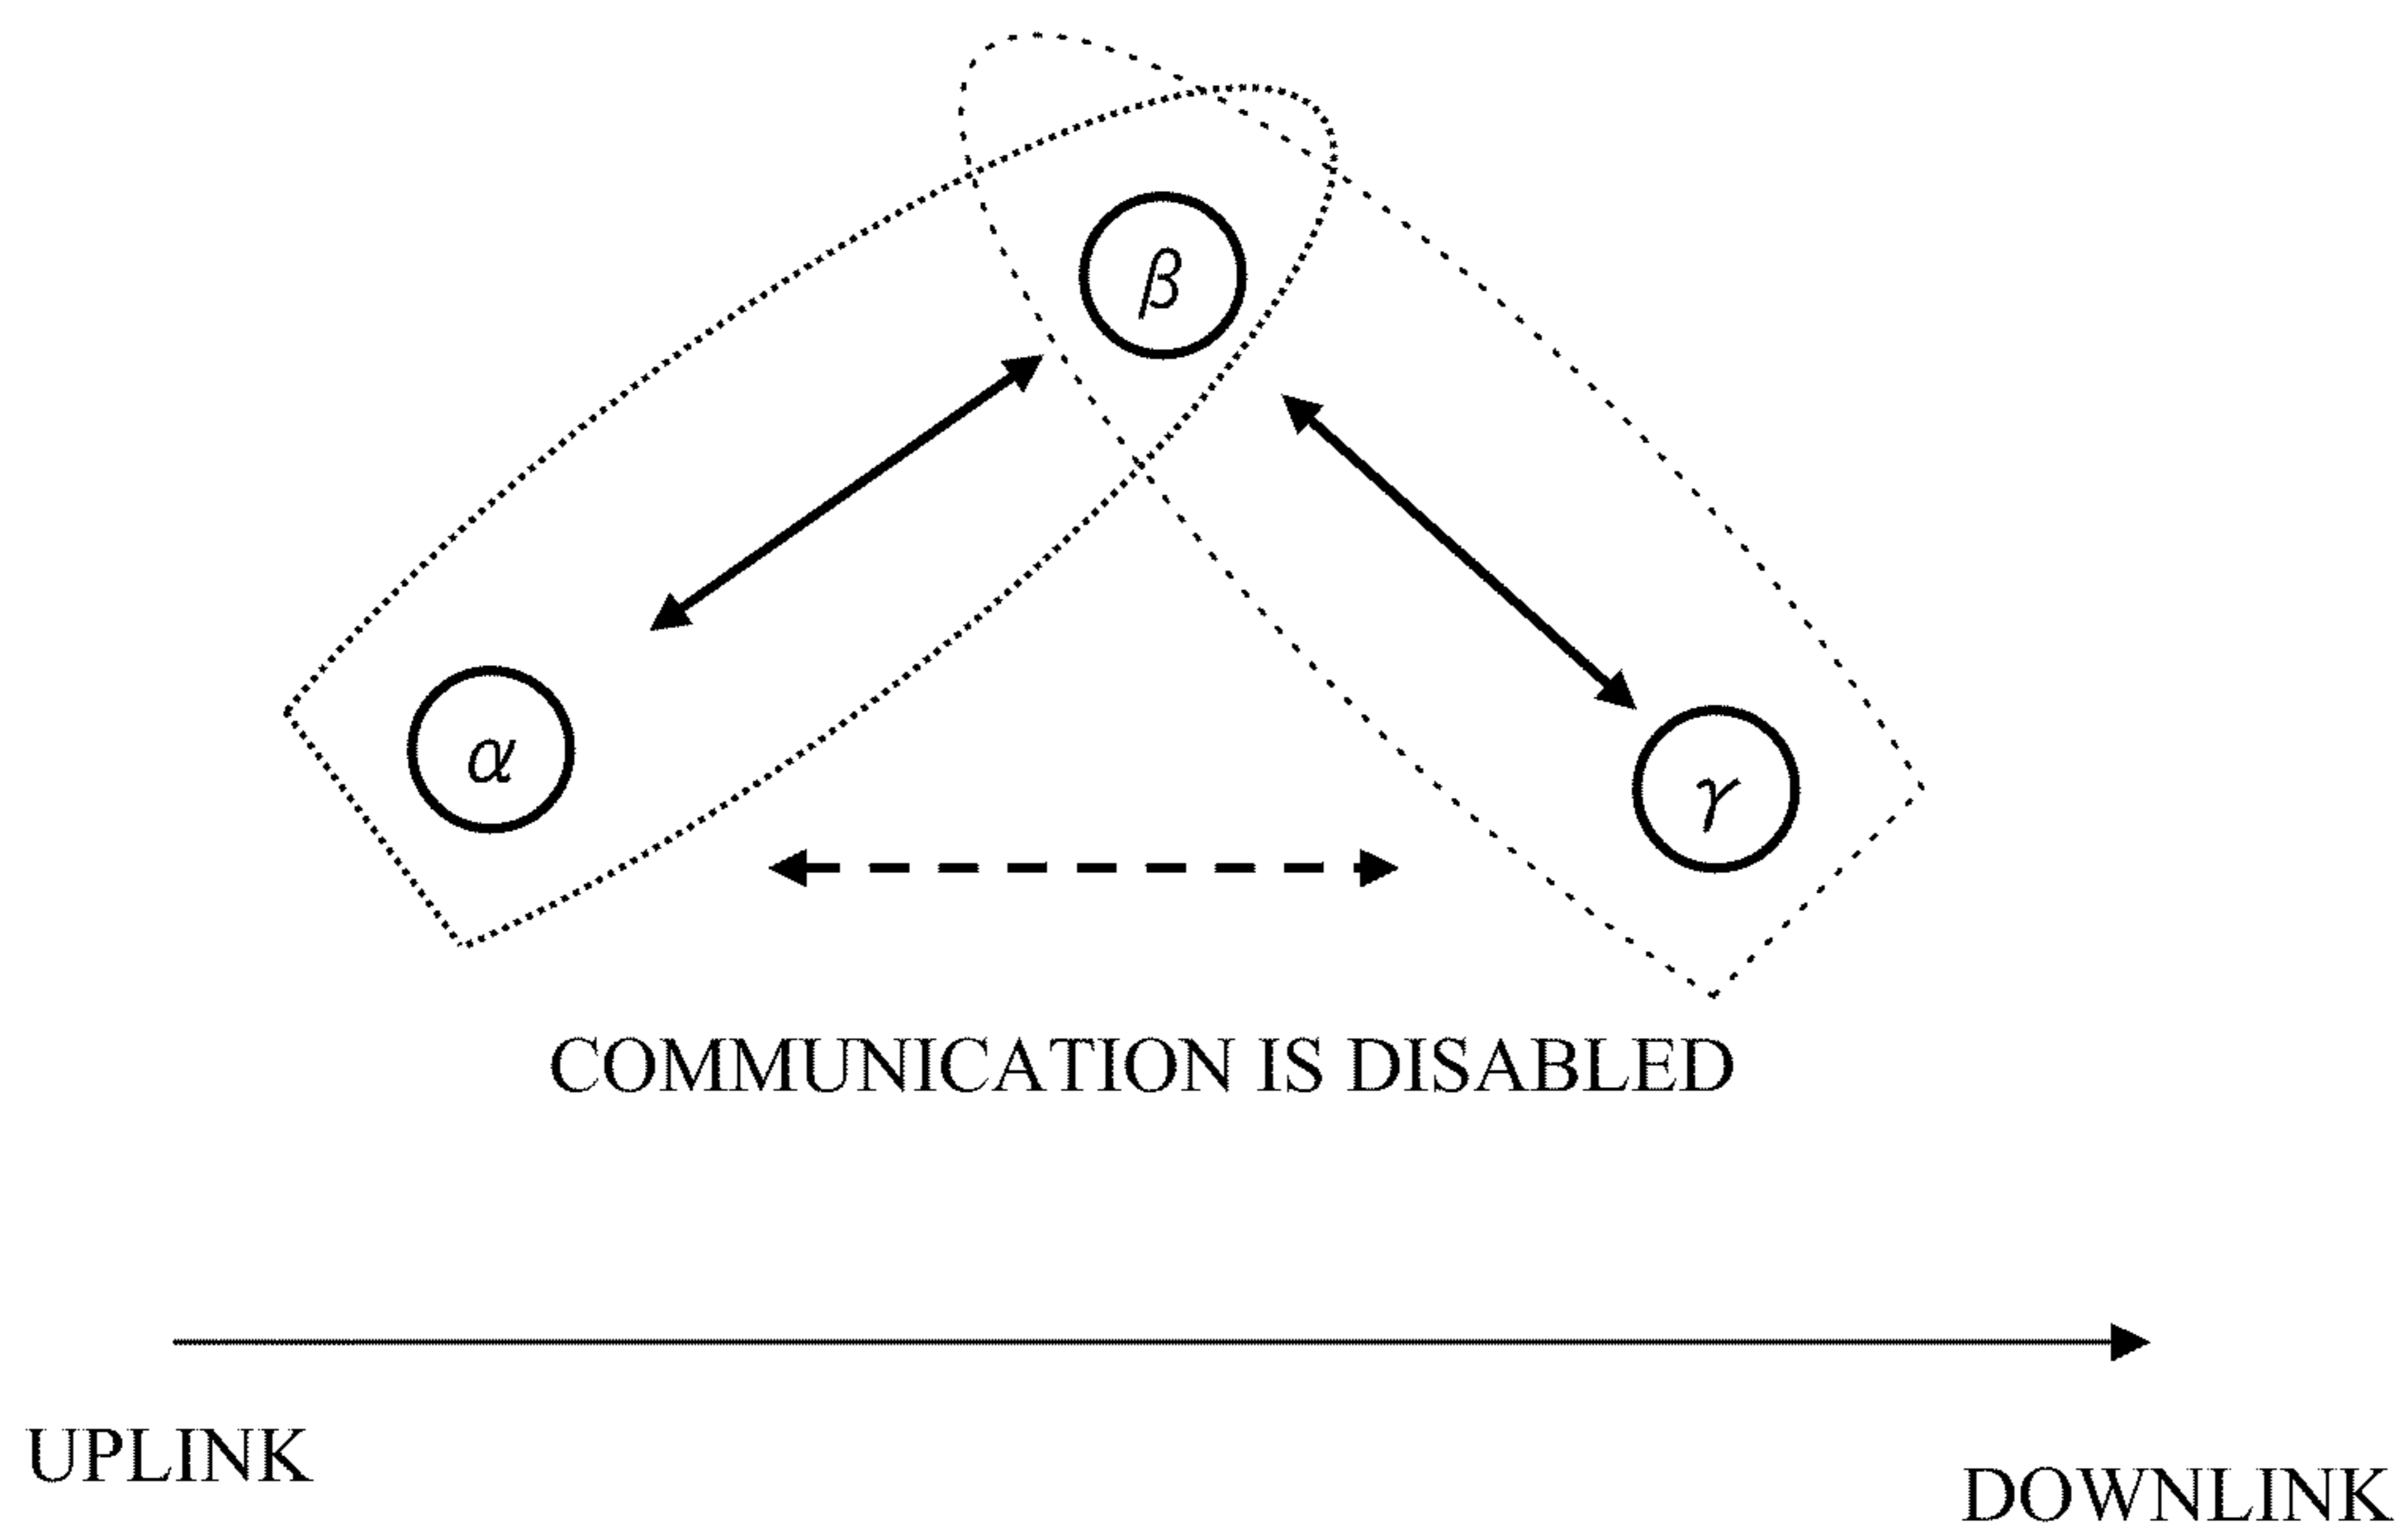 β
α
γ
COMMUNICATION IS DISABLED
UPLINK
DOWNLINK